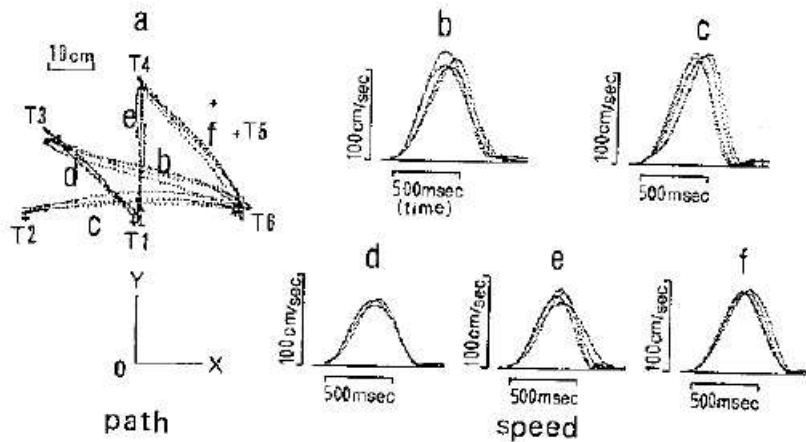 a
10cm
T4
T3
e
+
f
+T5
b
d
c
T2
T1
T6
Y
O
X
path
b
100cm/sec
500msec
(time)
c
100cm/sec
500msec
d
100cm/sec
500msec
e
100cm/sec
500msec
f
100cm/sec
500msec
speed